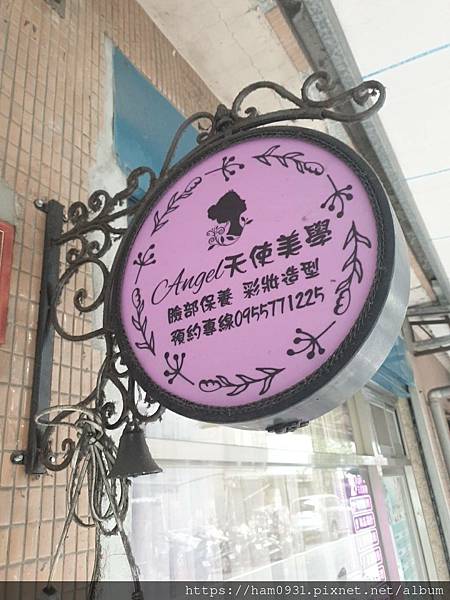 Angel天使美學
臉部保養 彩妝造型
預約專線0955771225
https://ham0931.pixnet.net/album